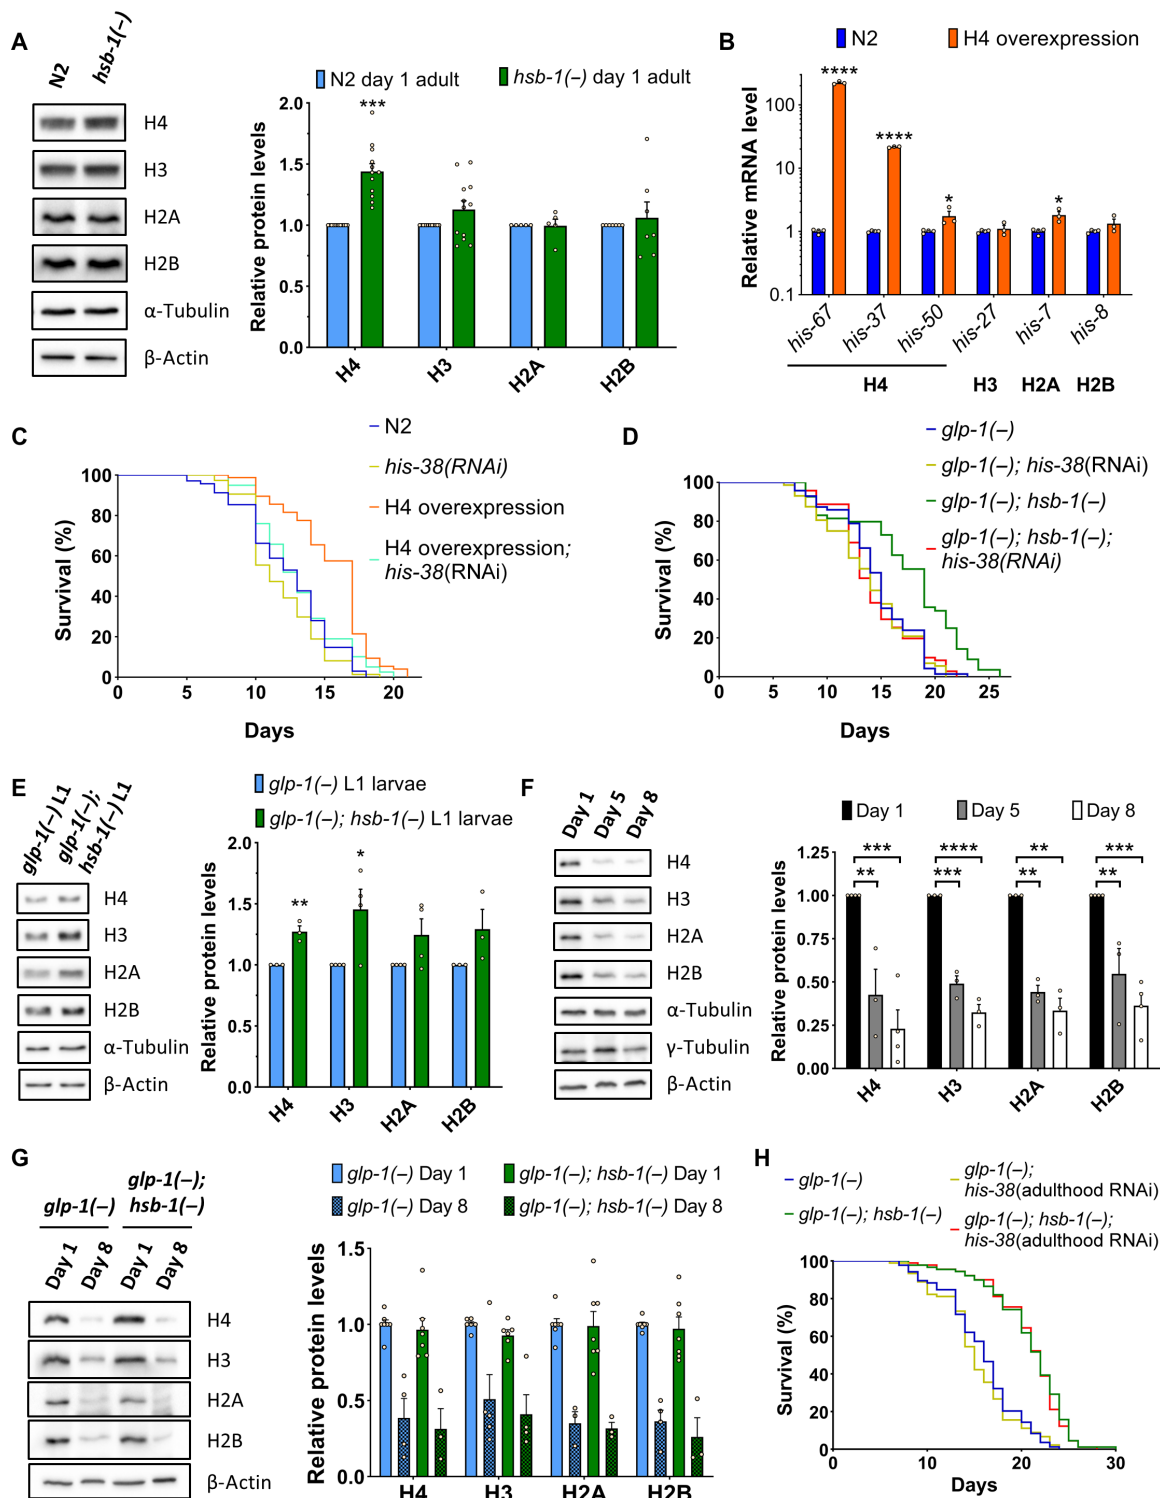 A
N2
hsb-1(–)
H4
H3
H2A
H2B
α-Tubulin
β-Actin
N2 day 1 adult
hsb-1(–) day 1 adult
Relative protein levels
2.0
1.5
1.0
0.5
0.0
***
H4
H3
H2A
H2B
B
N2
H4 overexpression
Relative mRNA level
100
10
1
0.1
****
****
*
*
his-67
his-37
his-50
his-27
his-7
his-8
H4
H3
H2A
H2B
C
N2
his-38(RNAi)
H4 overexpression
H4 overexpression;
his-38(RNAi)
Survival (%)
100
80
60
40
20
0
0
5
10
15
20
Days
D
glp-1(–)
glp-1(–); his-38(RNAi)
glp-1(–); hsb-1(–)
glp-1(–); hsb-1(–);
his-38(RNAi)
Survival (%)
100
80
60
40
20
0
0
5
10
15
20
25
Days
E
glp-1(–) L1
glp-1(–);
hsb-1(–) L1
H4
H3
H2A
H2B
α-Tubulin
β-Actin
glp-1(–) L1 larvae
glp-1(–); hsb-1(–) L1 larvae
Relative protein levels
2.0
1.5
1.0
0.5
0.0
**
*
H4
H3
H2A
H2B
F
Day 1
Day 5
Day 8
H4
H3
H2A
H2B
α-Tubulin
γ-Tubulin
β-Actin
Day 1
Day 5
Day 8
Relative protein levels
1.25
1.00
0.75
0.50
0.25
0.00
***
**
****
***
**
**
***
**
H4
H3
H2A
H2B
G
glp-1(–)
glp-1(–);
hsb-1(–)
Day 1
Day 8
Day 1
Day 8
H4
H3
H2A
H2B
β-Actin
glp-1(–) Day 1
glp-1(–); hsb-1(–) Day 1
glp-1(–) Day 8
glp-1(–); hsb-1(–) Day 8
Relative protein levels
1.5
1.0
0.5
0.0
H4
H3
H2A
H2B
H
glp-1(–)
glp-1(–); hsb-1(–)
glp-1(–);
his-38(adulthood RNAi)
glp-1(–); hsb-1(–);
his-38(adulthood RNAi)
Survival (%)
100
80
60
40
20
0
0
10
20
30
Days